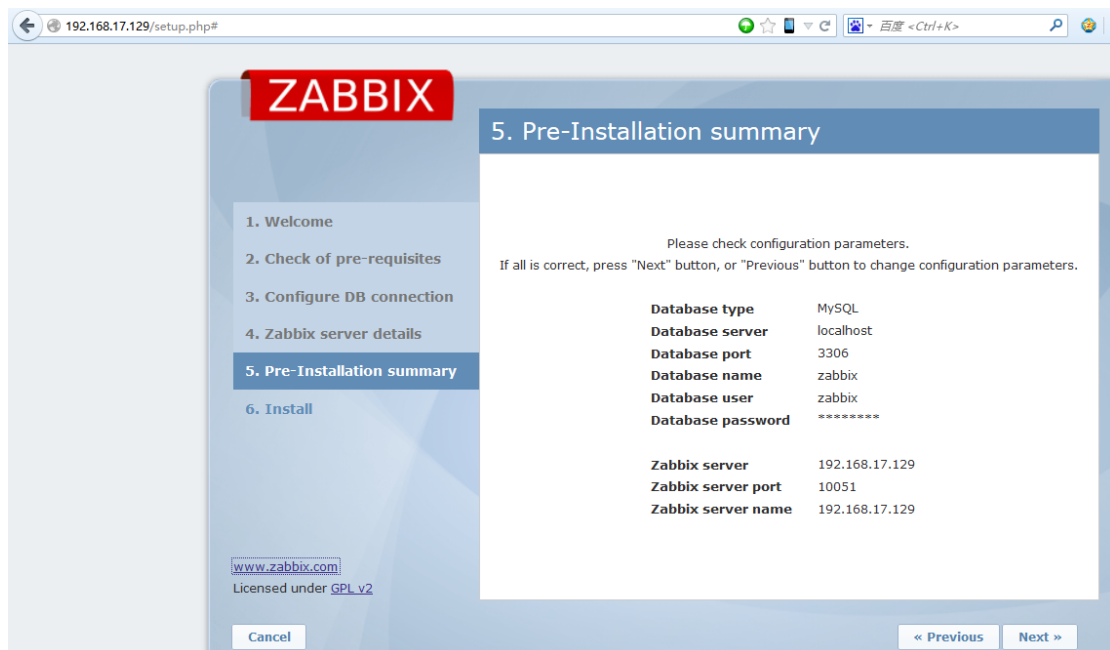 192.168.17.129/setup.php#
百度 <Ctrl+K>
ZABBIX
5. Pre-Installation summary
1. Welcome
2. Check of pre-requisites
3. Configure DB connection
4. Zabbix server details
5. Pre-Installation summary
6. Install
Please check configuration parameters.
If all is correct, press "Next" button, or "Previous" button to change configuration parameters.
Database type MySQL
Database server localhost
Database port 3306
Database name zabbix
Database user zabbix
Database password ********
Zabbix server 192.168.17.129
Zabbix server port 10051
Zabbix server name 192.168.17.129
www.zabbix.com
Licensed under GPL v2
Cancel
« Previous
Next »